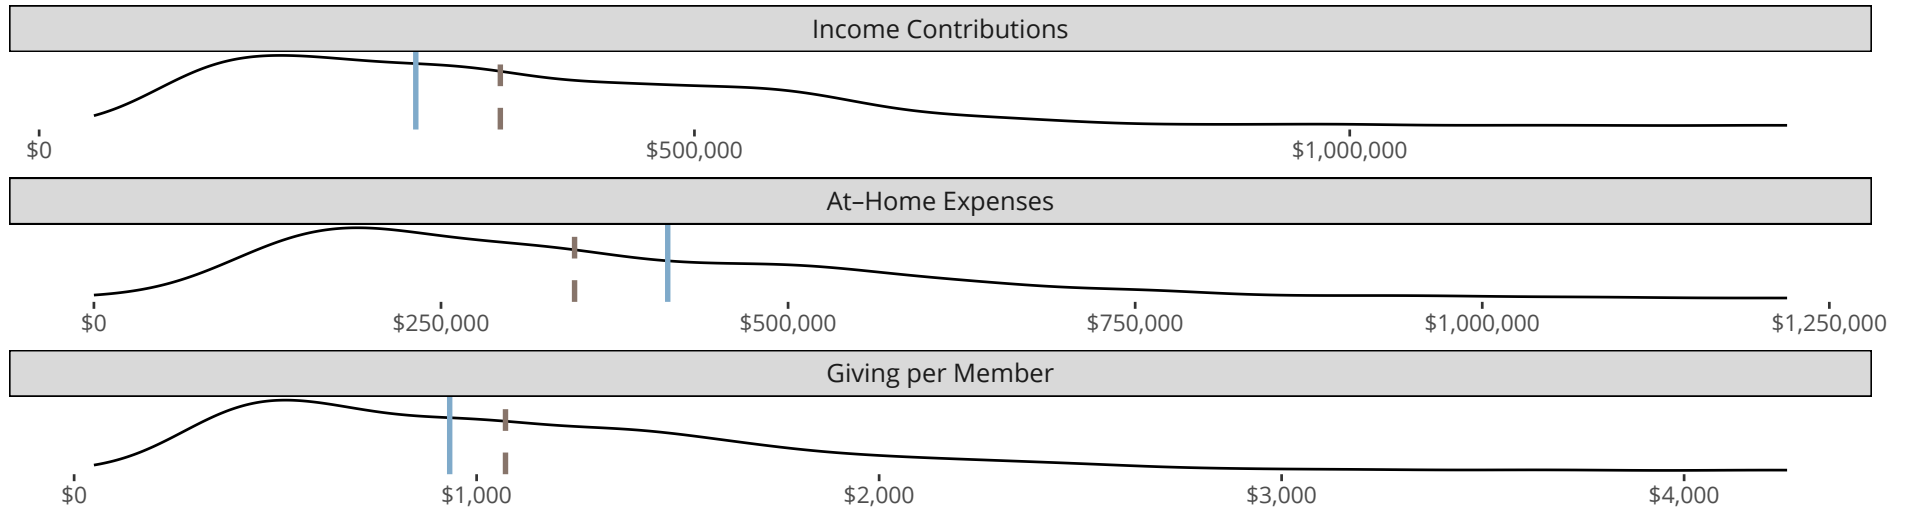 Income Contributions
$0 $500,000 $1,000,000
At–Home Expenses
$0 $250,000 $500,000 $750,000 $1,000,000 $1,250,000
Giving per Member
$0 $1,000 $2,000 $3,000 $4,000